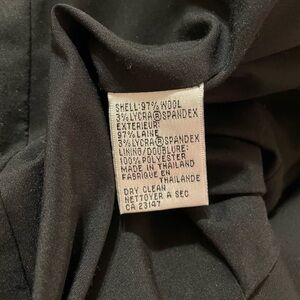 SHELL:97% WOOL
3%LYCRA®SPANDEX
EXTERIEUR:
97% LAINE
3%LYCRA®SPANDEX
LINING/DOUBLURE:
100%POLYESTER
MADE IN THAILAND
FABRIQUE EN
THAILANDE
DRY CLEAN
NETTOYER A SEC
CA 23147